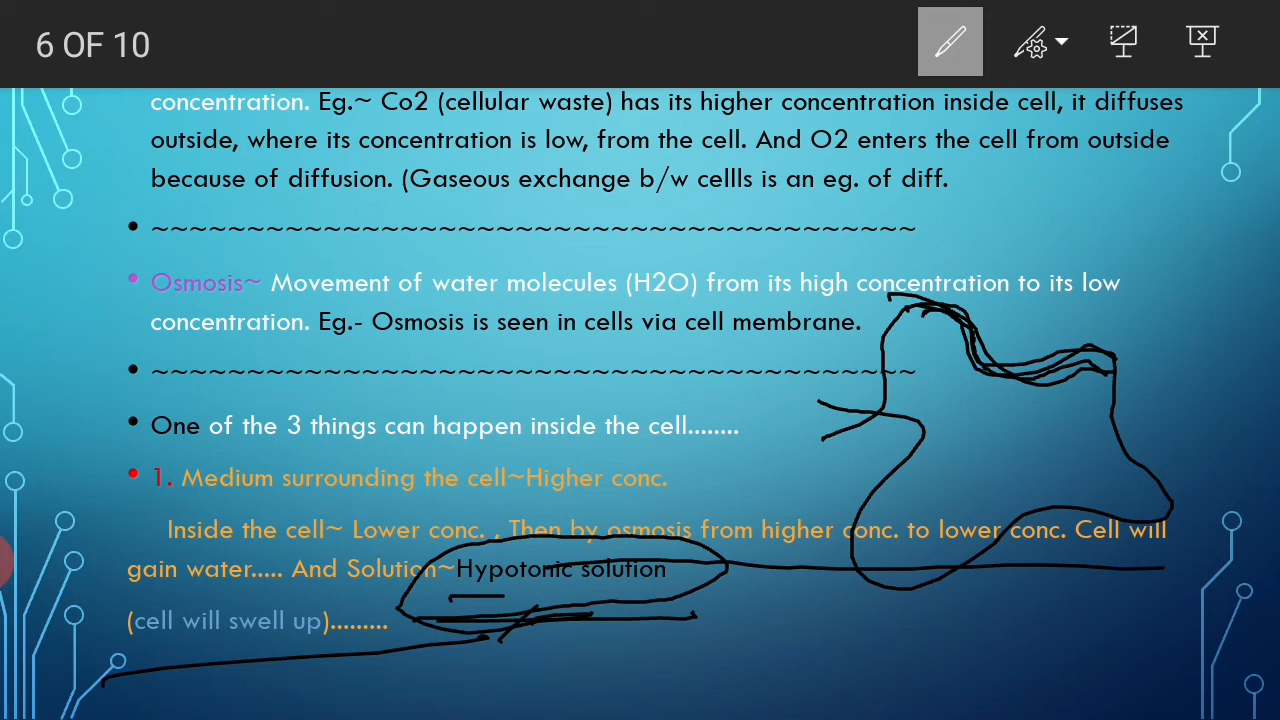 6 OF 10
concentration. Eg.~ Co2 (cellular waste) has its higher concentration inside cell, it diffuses
outside, where its concentration is low, from the cell. And O2 enters the cell from outside
because of diffusion. (Gaseous exchange b/w cellls is an eg. of diff.
• ~~~~~~~~~~~~~~~~~~~~~~~~~~~~~~~~~~~~~~~~
• Osmosis~ Movement of water molecules (H2O) from its high concentration to its low
concentration. Eg.- Osmosis is seen in cells via cell membrane.
• ~~~~~~~~~~~~~~~~~~~~~~~~~~~~~~~~~~~~~~~~
• One of the 3 things can happen inside the cell........
• 1. Medium surrounding the cell~Higher conc.
Inside the cell~ Lower conc. , Then by osmosis from higher conc. to lower conc. Cell will
gain water..... And Solution~Hypotonic solution
(cell will swell up).........